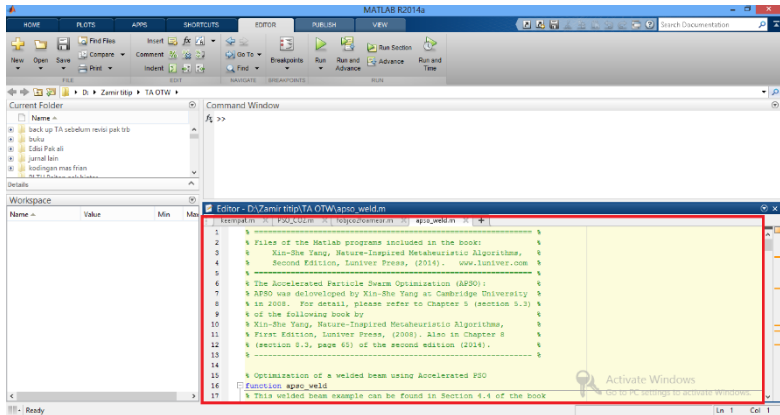 MATLAB R2014a
HOME PLOTS APPS SHORTCUTS EDITOR PUBLISH VIEW
Search Documentation
New Open Save
Find Files
Compare
Print
Insert
Comment
Indent
Go To
Find
Breakpoints
Run
Run and Advance
Run Section
Advance
Run and Time
FILE EDIT NAVIGATE BREAKPOINTS RUN
D: Zamir titip TA OTW
Current Folder
Name
back up TA sebelum revisi pak trb
buku
Edisi Pak ali
jurnal lain
kodingan mas frian
Details
Workspace
Name Value Min Max
Command Window
fx >>
Editor - D:\Zamir titip\TA OTW\apso_weld.m
keempat.m PSO_CO2.m apso_weld.m +
1 % ============================================================ %
2 % Files of the Matlab programs included in the book: %
3 % Xin-She Yang, Nature-Inspired Metaheuristic Algorithms, %
4 % Second Edition, Luniver Press, (2014). www.luniver.com %
5 % ============================================================ %
6 % The Accelerated Particle Swarm Optimization (APSO): %
7 % APSO was deloveloped by Xin-She Yang at Cambridge University %
8 % in 2008. For detail, please refer to Chapter 5 (section 5.3) %
9 % of the following book by %
10 % Xin-She Yang, Nature-Inspired Metaheuristic Algorithms, %
11 % First Edition, Luniver Press, (2008). Also in Chapter 8 %
12 % (section 8.3, page 65) of the second edition (2014). %
13 % ------------------------------------------------------------ %
14
15 % Optimization of a welded beam using Accelerated PSO
16 function apso_weld
17 % This welded beam example can be found in Section 4.4 of the book
Activate Windows
Go to PC settings to activate Windows.
Ready
Ln 1 Col 1